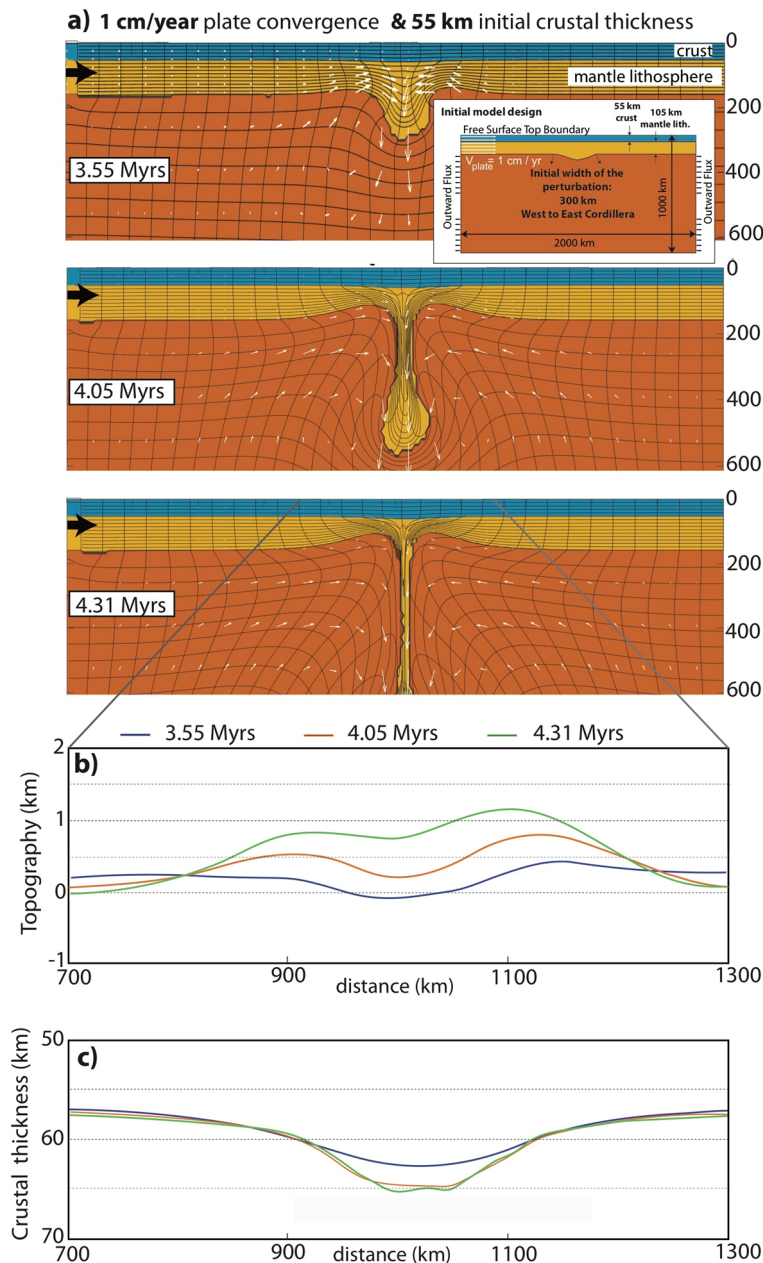 a) 1 cm/year plate convergence & 55 km initial crustal thickness
crust
mantle lithosphere
0
200
400
600
3.55 Myrs
Initial model design
55 km
crust
105 km
mantle lith.
Free Surface Top Boundary
Vplate= 1 cm / yr
Outward Flux
Initial width of the
perturbation:
300 km
West to East Cordillera
1000 km
Outward Flux
2000 km
0
200
400
600
4.05 Myrs
0
200
400
600
4.31 Myrs
3.55 Myrs 4.05 Myrs 4.31 Myrs
b)
Topography (km)
2
1
0
-1
700 900 1100 1300
distance (km)
c)
Crustal thickness (km)
50
60
70
700 900 1100 1300
distance (km)